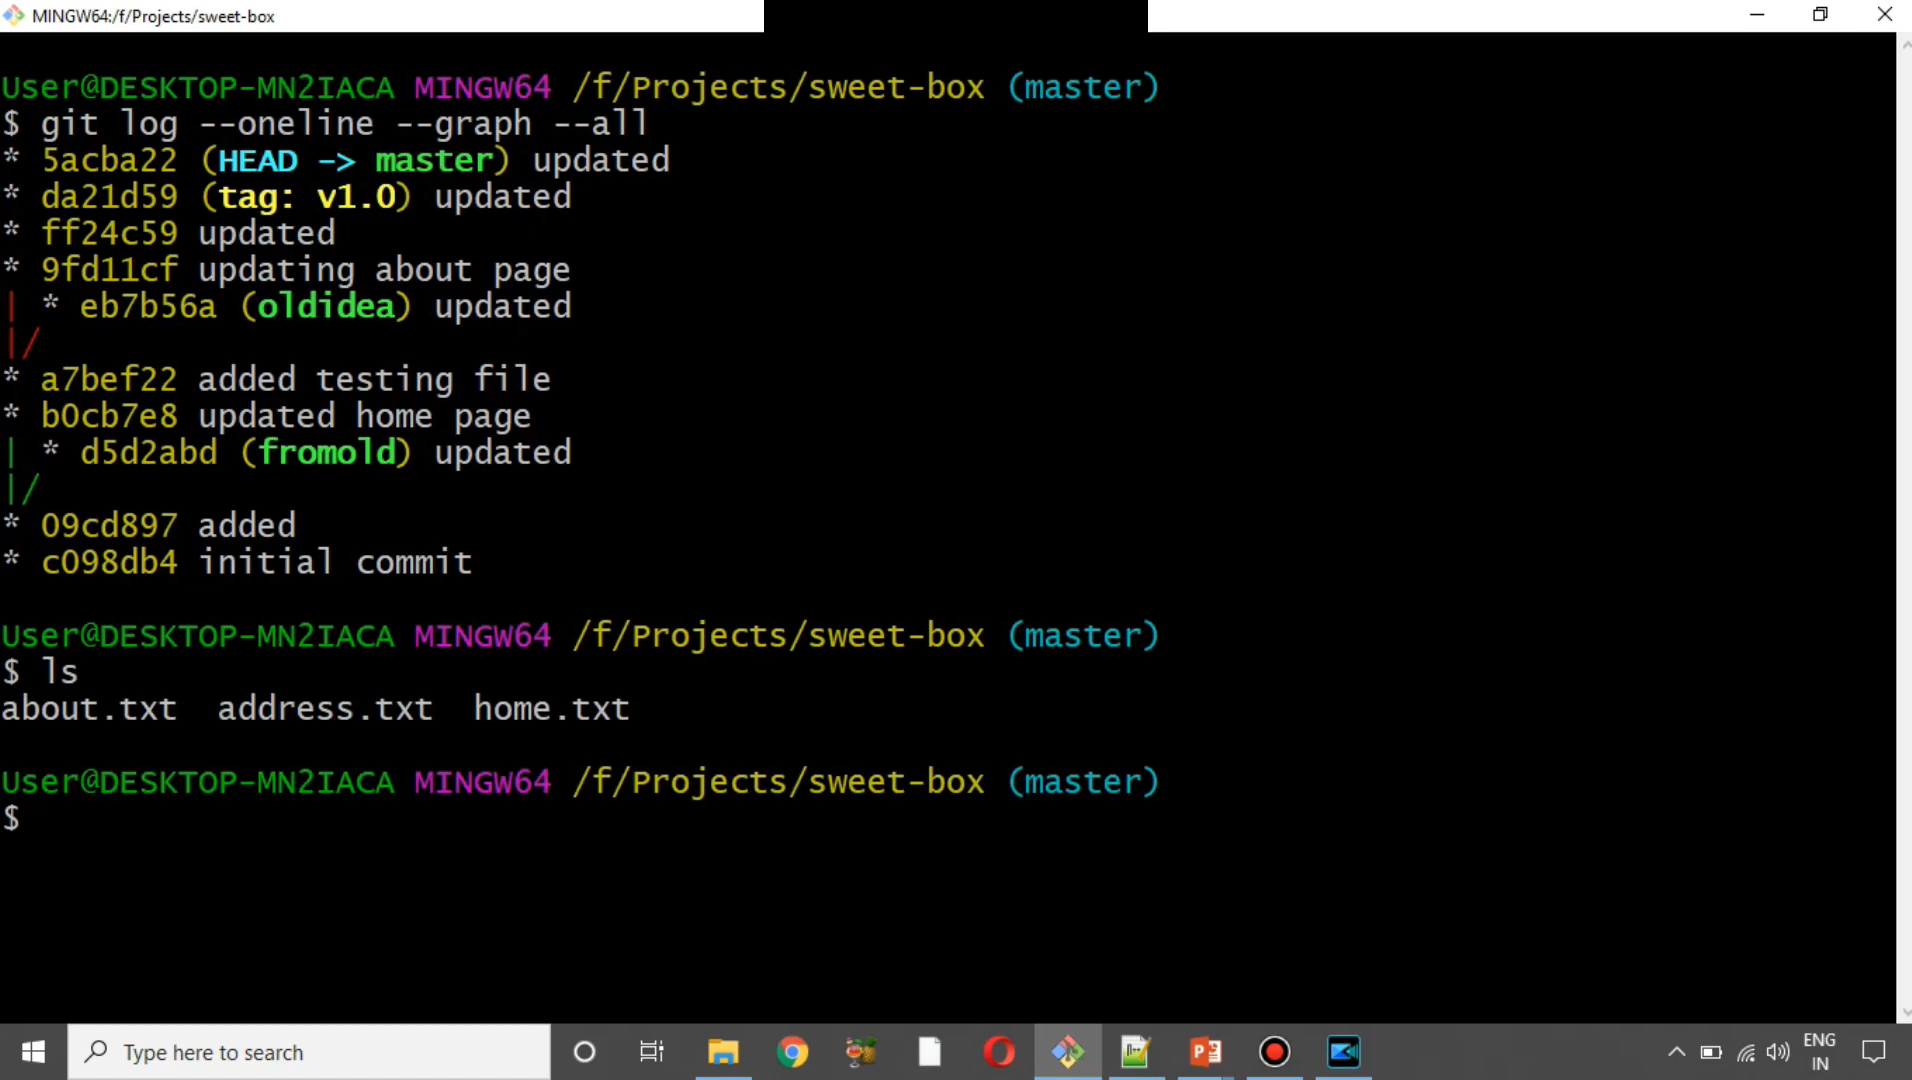 MINGW64:/f/Projects/sweet-box
User@DESKTOP-MN2IACA MINGW64 /f/Projects/sweet-box (master)
$ git log --oneline --graph --all
* 5acba22 (HEAD -> master) updated
* da21d59 (tag: v1.0) updated
* ff24c59 updated
* 9fd11cf updating about page
| * eb7b56a (oldidea) updated
|/
* a7bef22 added testing file
* b0cb7e8 updated home page
| * d5d2abd (fromold) updated
|/
* 09cd897 added
* c098db4 initial commit
User@DESKTOP-MN2IACA MINGW64 /f/Projects/sweet-box (master)
$ ls
about.txt  address.txt  home.txt
User@DESKTOP-MN2IACA MINGW64 /f/Projects/sweet-box (master)
$
Type here to search
ENG
IN